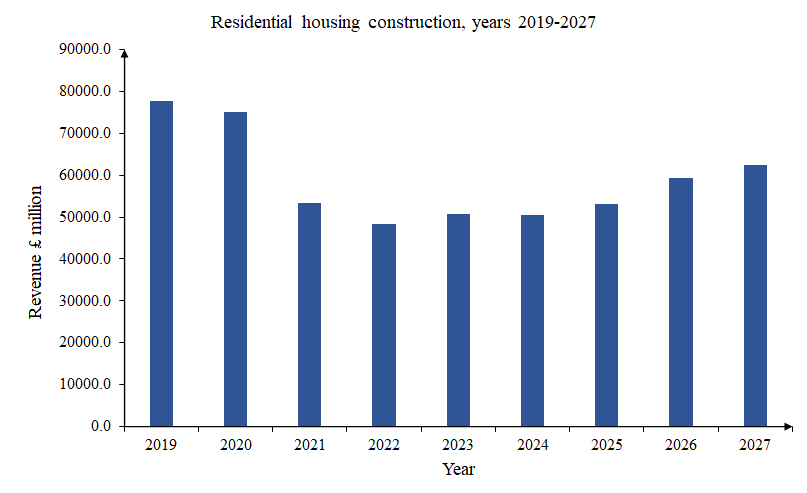 Residential housing construction, years 2019-2027
90000.0
80000.0
70000.0
60000.0
50000.0
40000.0
30000.0
20000.0
10000.0
0.0
Revenue £ million
2019 2020 2021 2022 2023 2024 2025 2026 2027
Year